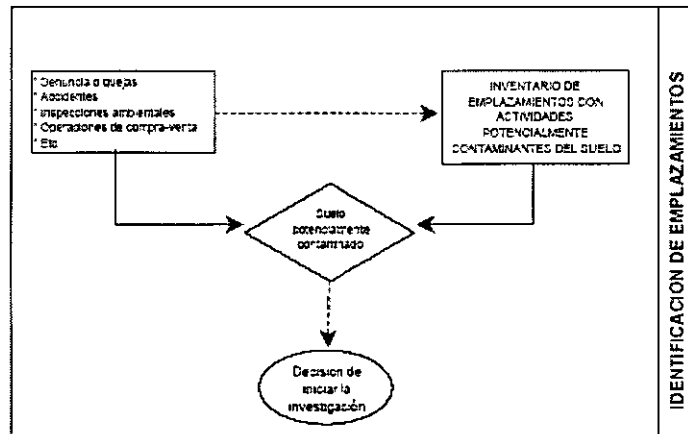 * Denuncia o quejas
* Accidentes
* Inspecciones ambientales
* Operaciones de compra-venta
* Etc
INVENTARIO DE
EMPLAZAMIENTOS CON
ACTIVIDADES
POTENCIALMENTE
CONTAMINANTES DEL SUELO
Suelo
potencialmente
contaminado
Decisión de
iniciar la
investigación
IDENTIFICACION DE EMPLAZAMIENTOS